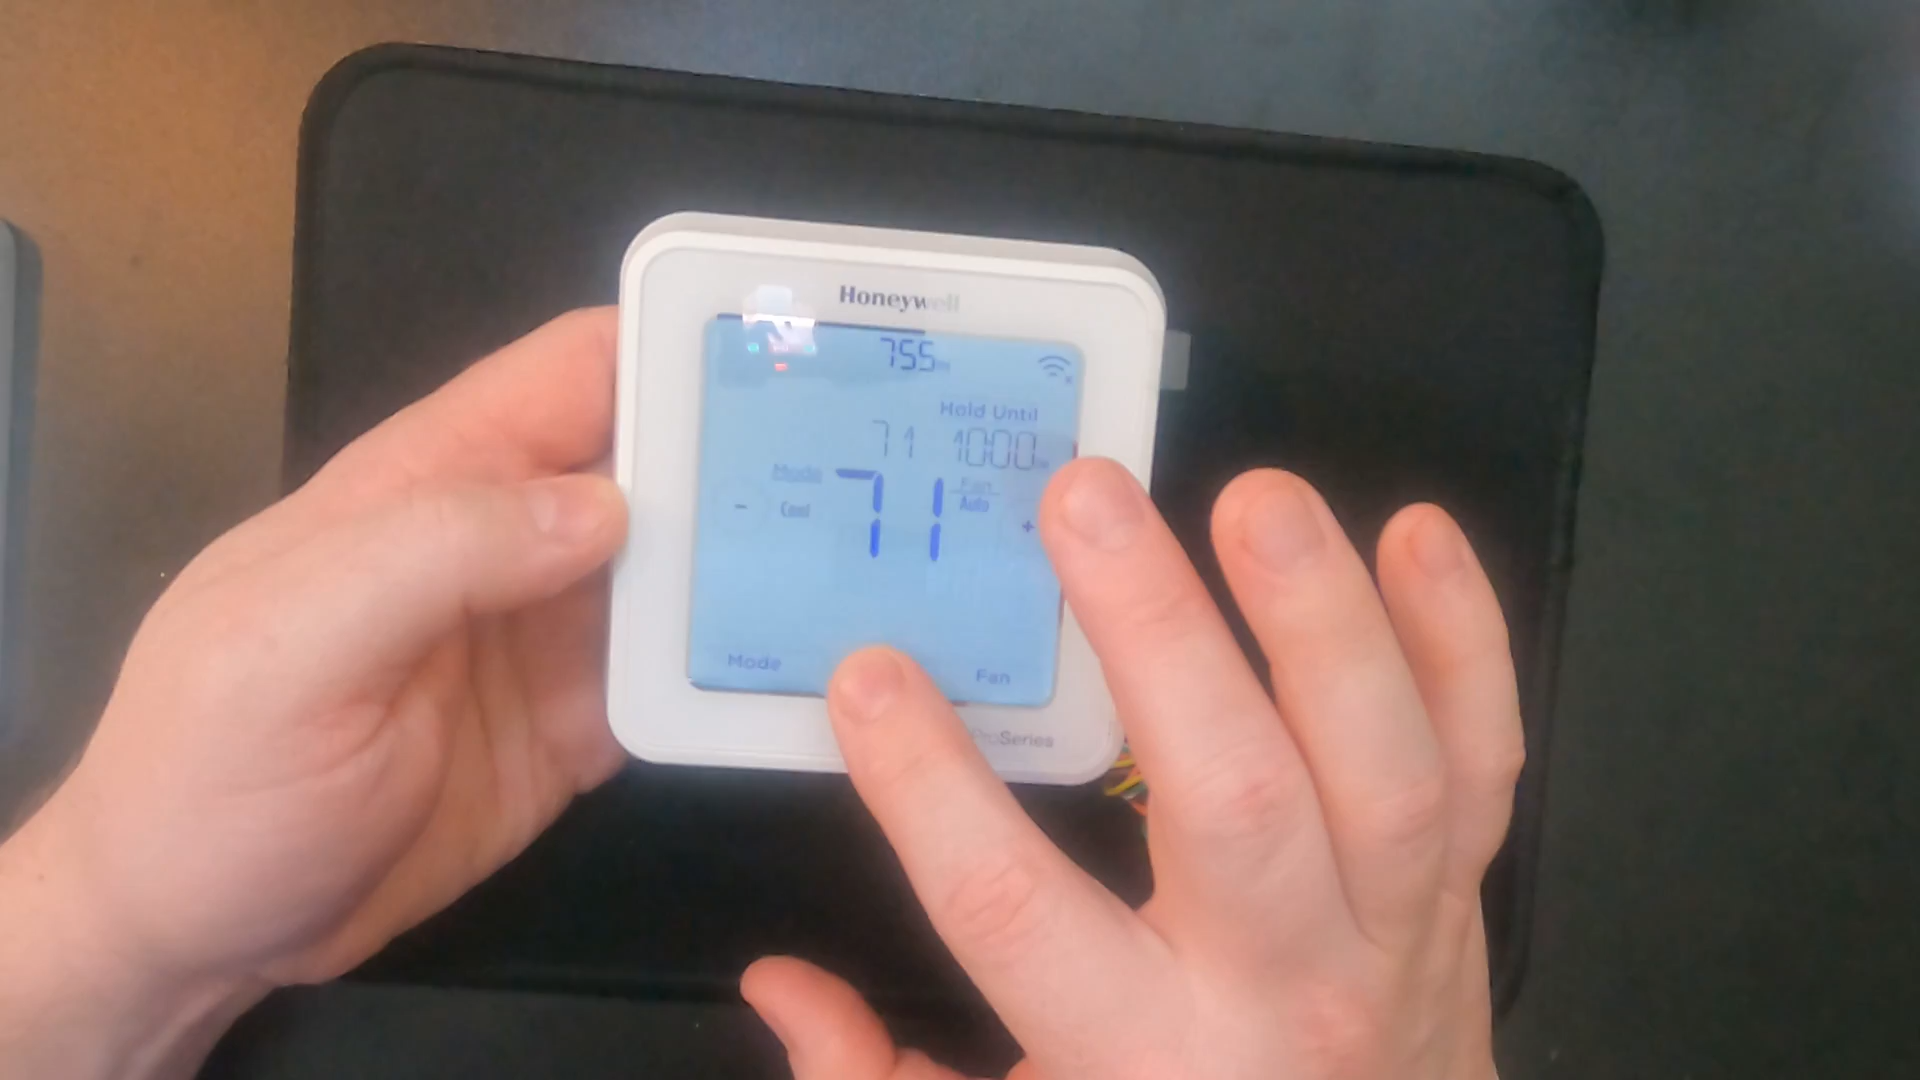 Honeywell
755
Hold Until
71 1000
Mode
71
Fan
Auto
- Cool
+
Mode
Fan
ProSeries